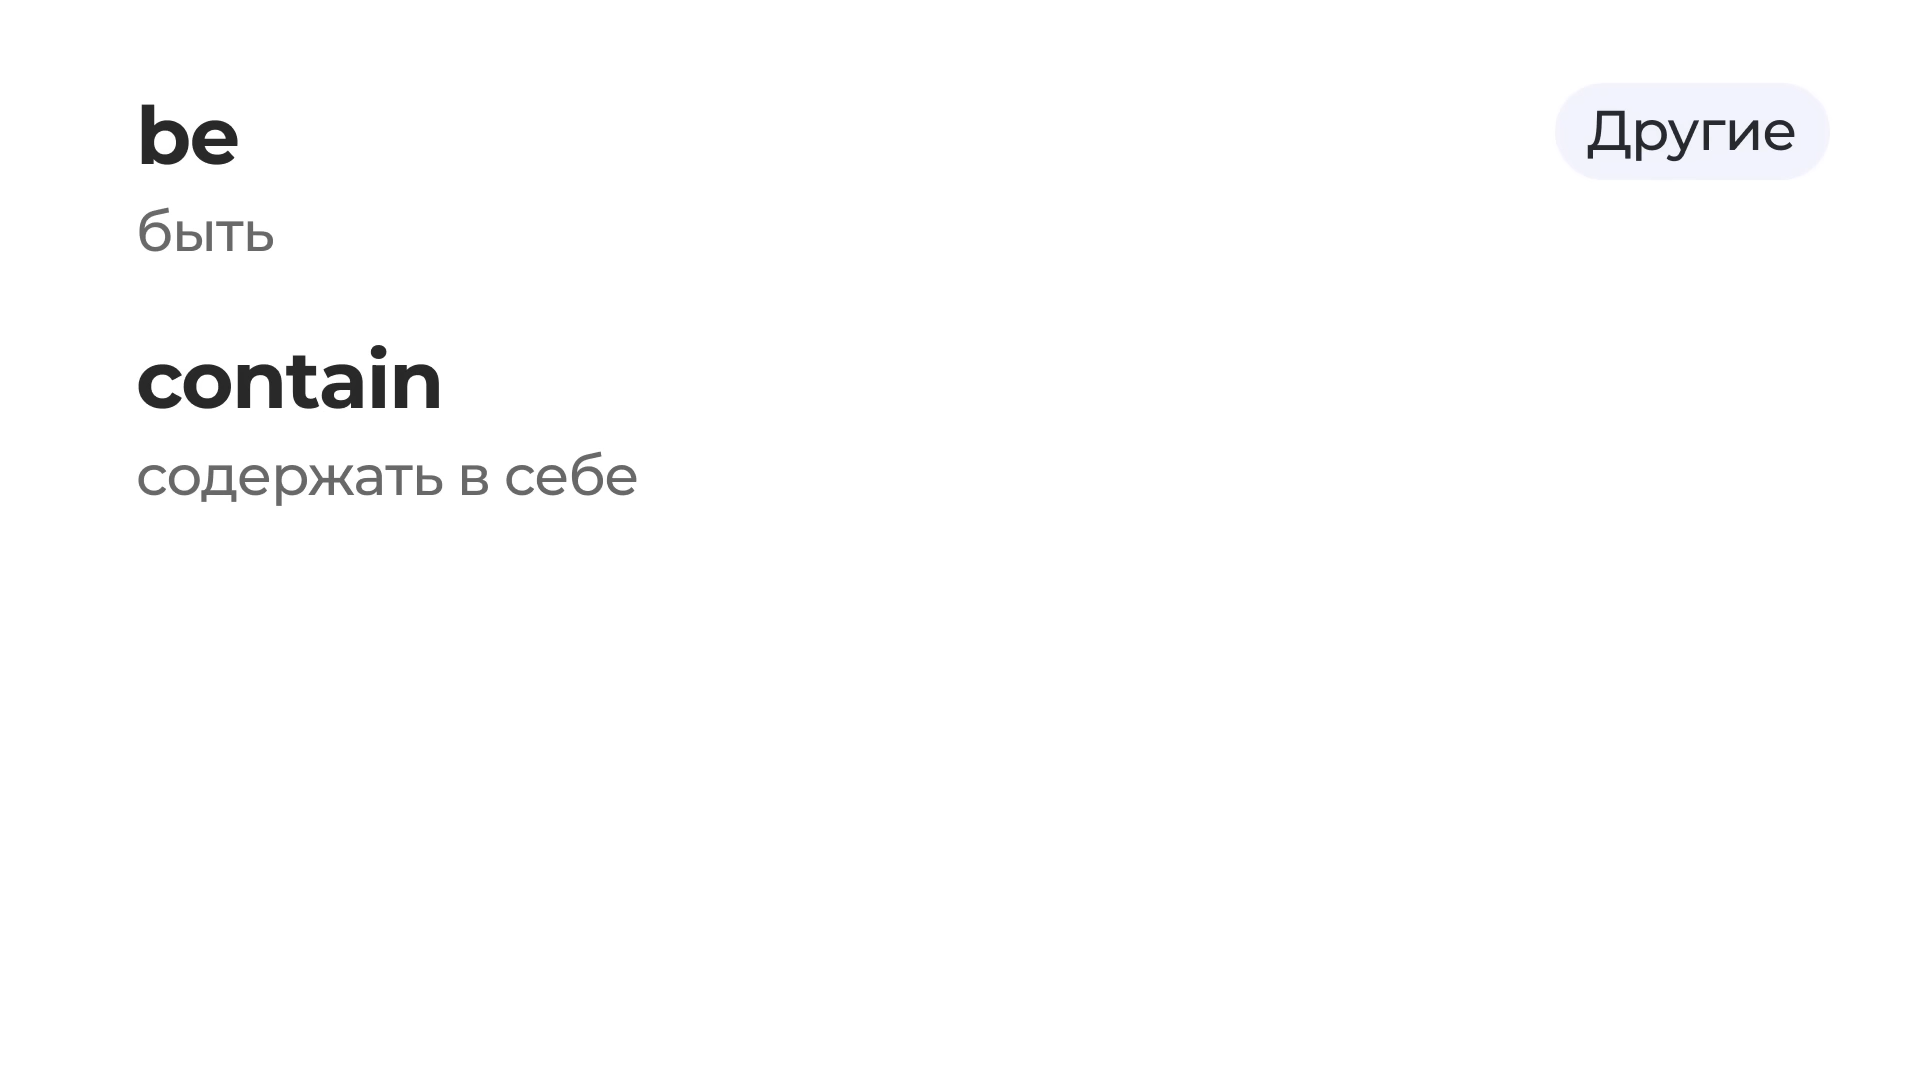 be
Другие
быть
contain
содержать в себе